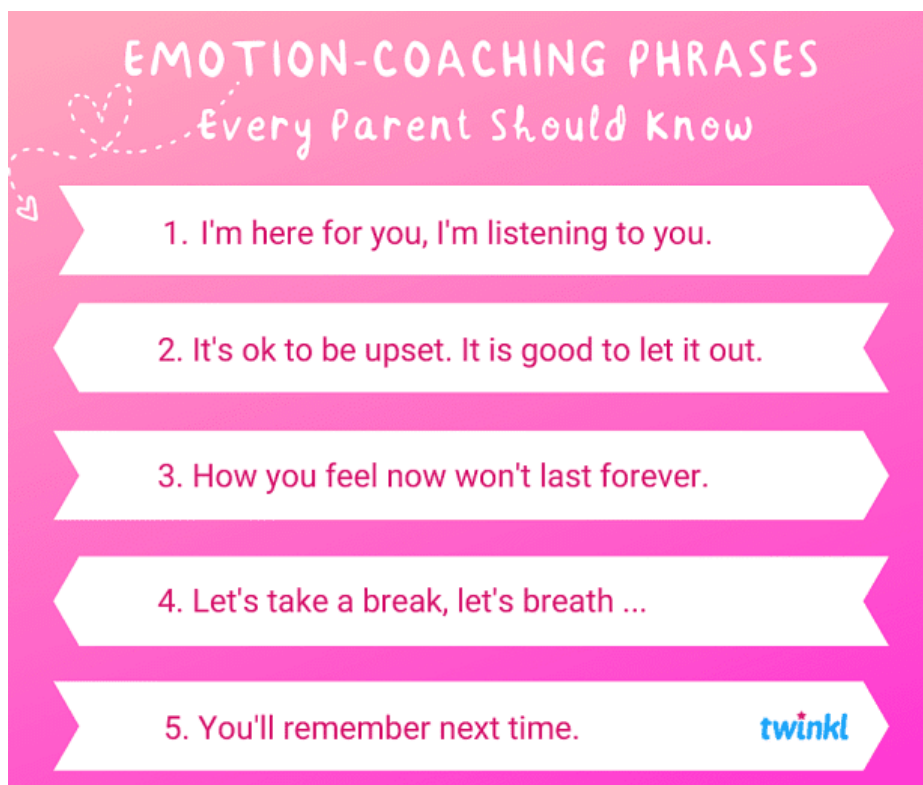 EMOTION-COACHING PHRASES
Every Parent Should Know
1. I'm here for you, I'm listening to you.
2. It's ok to be upset. It is good to let it out.
3. How you feel now won't last forever.
4. Let's take a break, let's breath ...
5. You'll remember next time.
twinkl